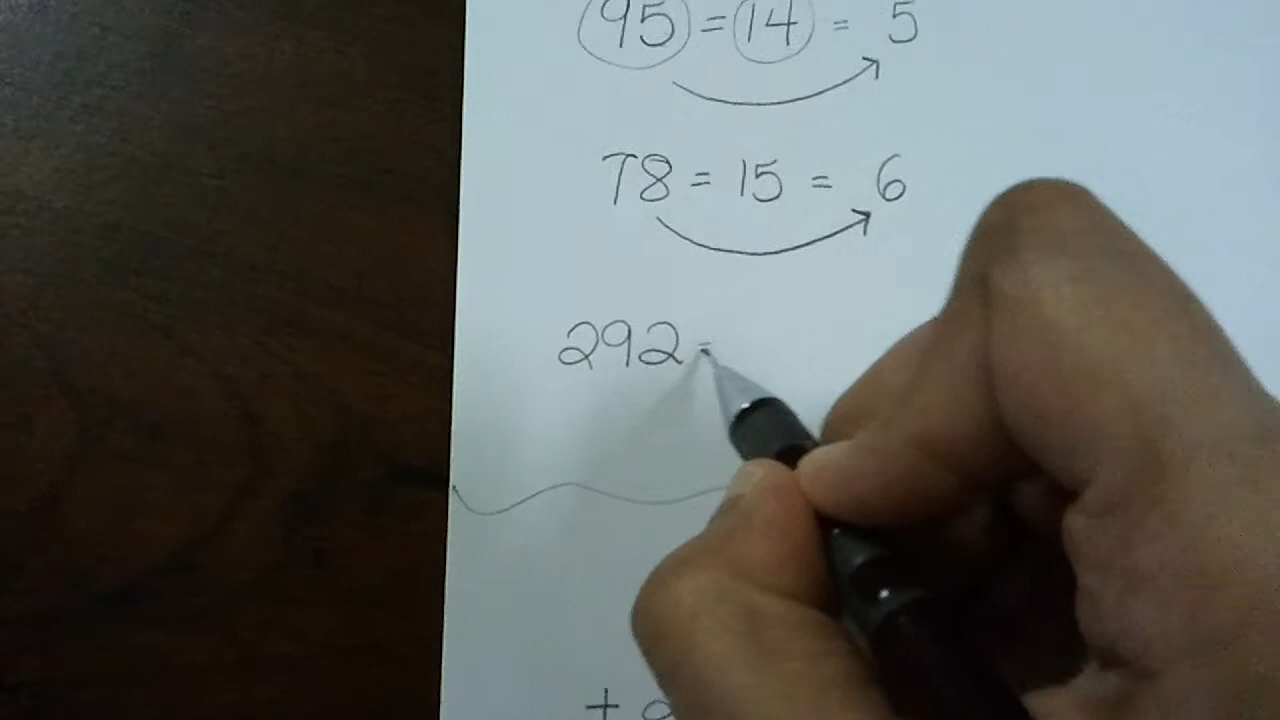 95 = 14 = 5
78 = 15 = 6
292 =
+